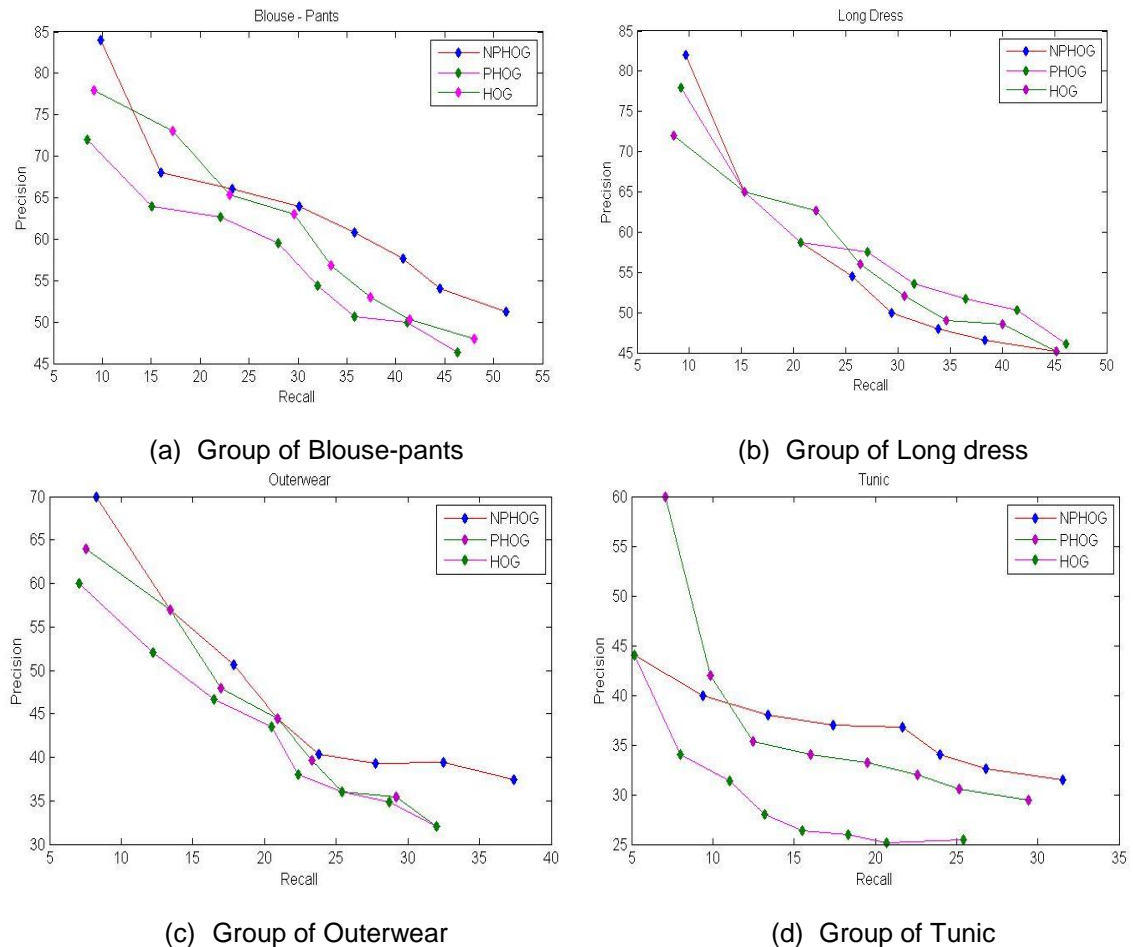 Blouse - Pants
85
80
75
70
65
60
55
50
45
Precision
NPHOG
PHOG
HOG
5 10 15 20 25 30 35 40 45 50 55
Recall
(a) Group of Blouse-pants
Long Dress
85
80
75
70
65
60
55
50
45
Precision
NPHOG
PHOG
HOG
5 10 15 20 25 30 35 40 45 50
Recall
(b) Group of Long dress
Outerwear
70
65
60
55
50
45
40
35
30
Precision
NPHOG
PHOG
HOG
5 10 15 20 25 30 35 40
Recall
(c) Group of Outerwear
Tunic
60
55
50
45
40
35
30
25
Precision
NPHOG
PHOG
HOG
5 10 15 20 25 30 35
Recall
(d) Group of Tunic